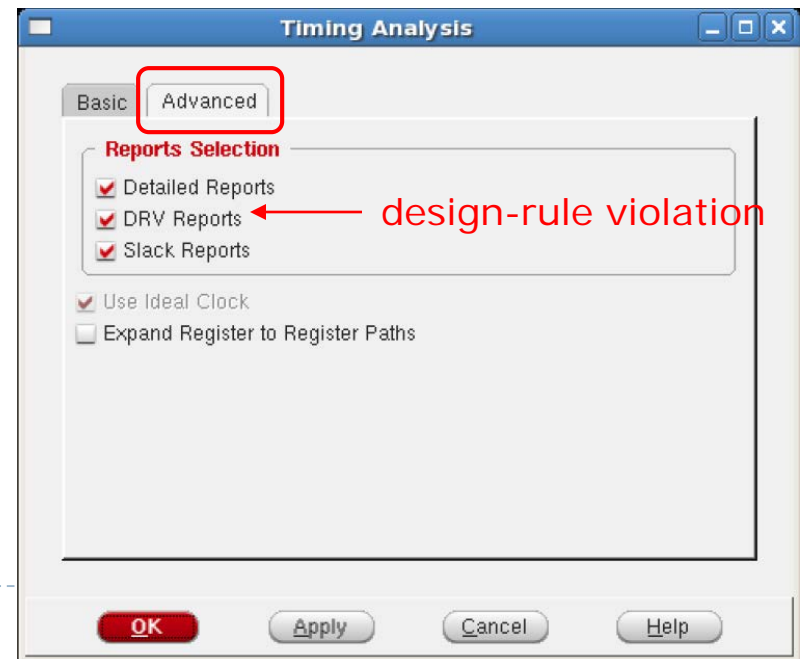 Timing Analysis
Basic Advanced
Reports Selection
Detailed Reports
DRV Reports design-rule violation
Slack Reports
Use Ideal Clock
Expand Register to Register Paths
OK Apply Cancel Help